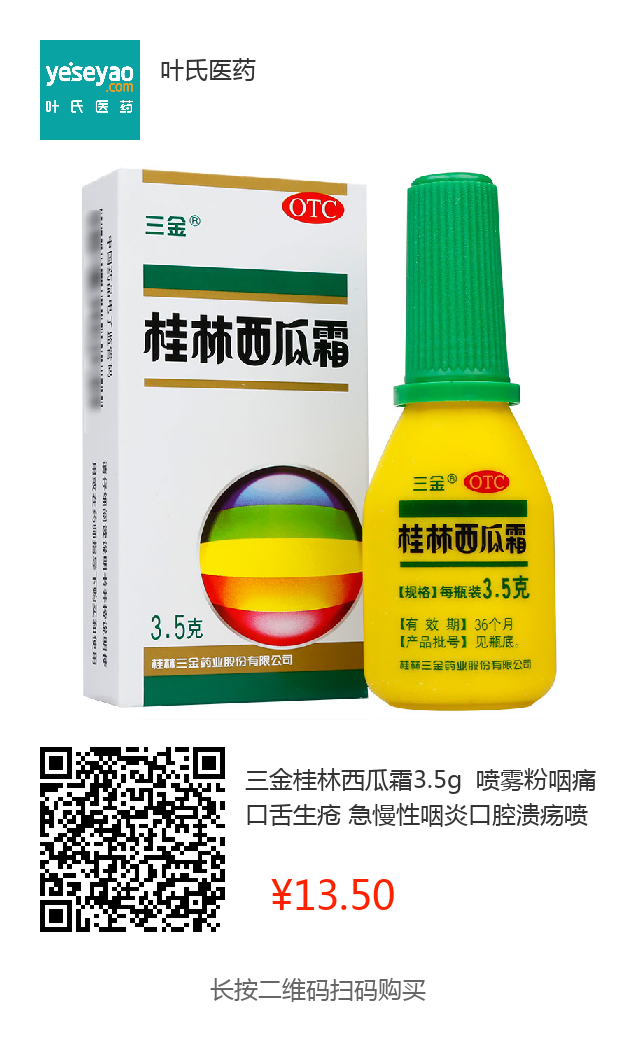 yeseyao
.com
叶氏医药
叶氏医药
OTC
三金®
桂林西瓜霜
3.5克
桂林三金药业股份有限公司
三金® OTC
桂林西瓜霜
【规格】每瓶装3.5克
【有 效 期】 36个月
【产品批号】 见瓶底。
桂林三金药业股份有限公司
三金桂林西瓜霜3.5g 喷雾粉咽痛
口舌生疮 急慢性咽炎口腔溃疡喷
¥13.50
长按二维码扫码购买